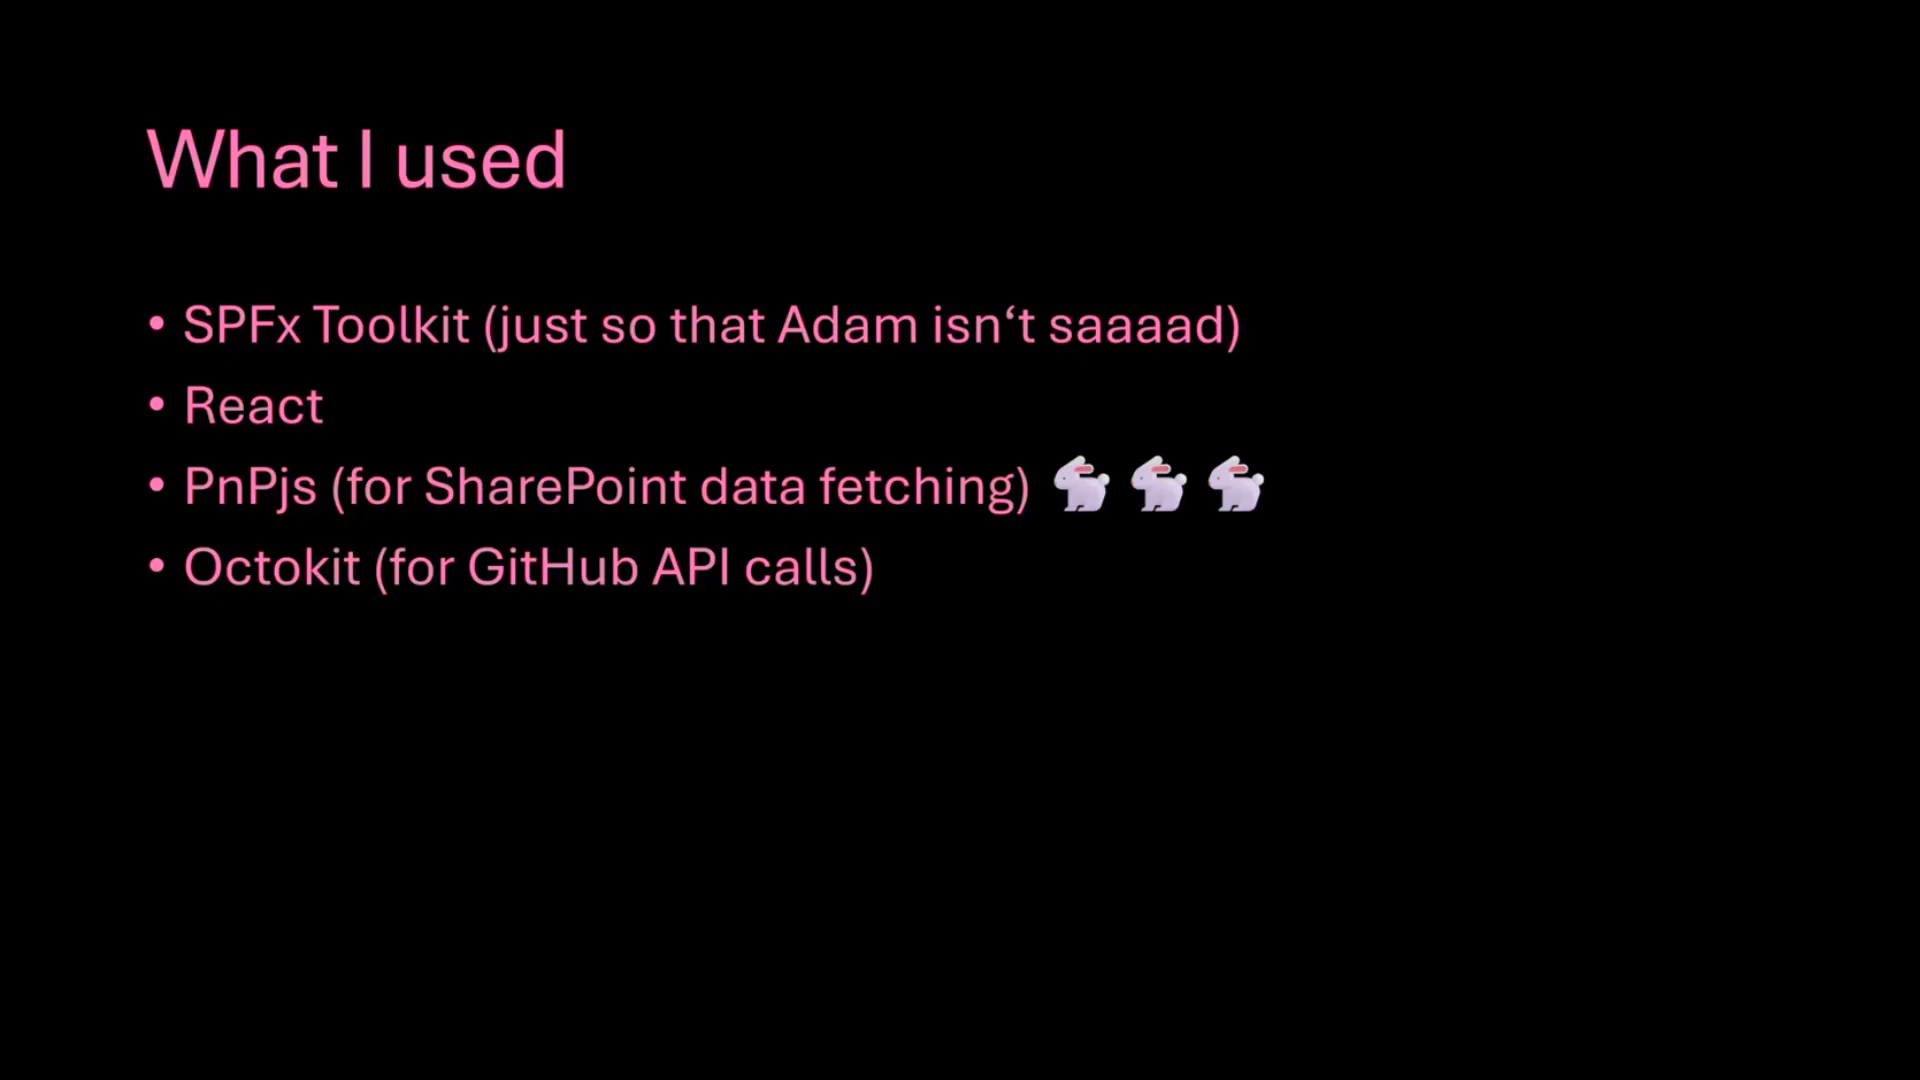 What I used
• SPFx Toolkit (just so that Adam isn‘t saaaad)
• React
• PnPjs (for SharePoint data fetching) 🐇 🐇 🐇
• Octokit (for GitHub API calls)